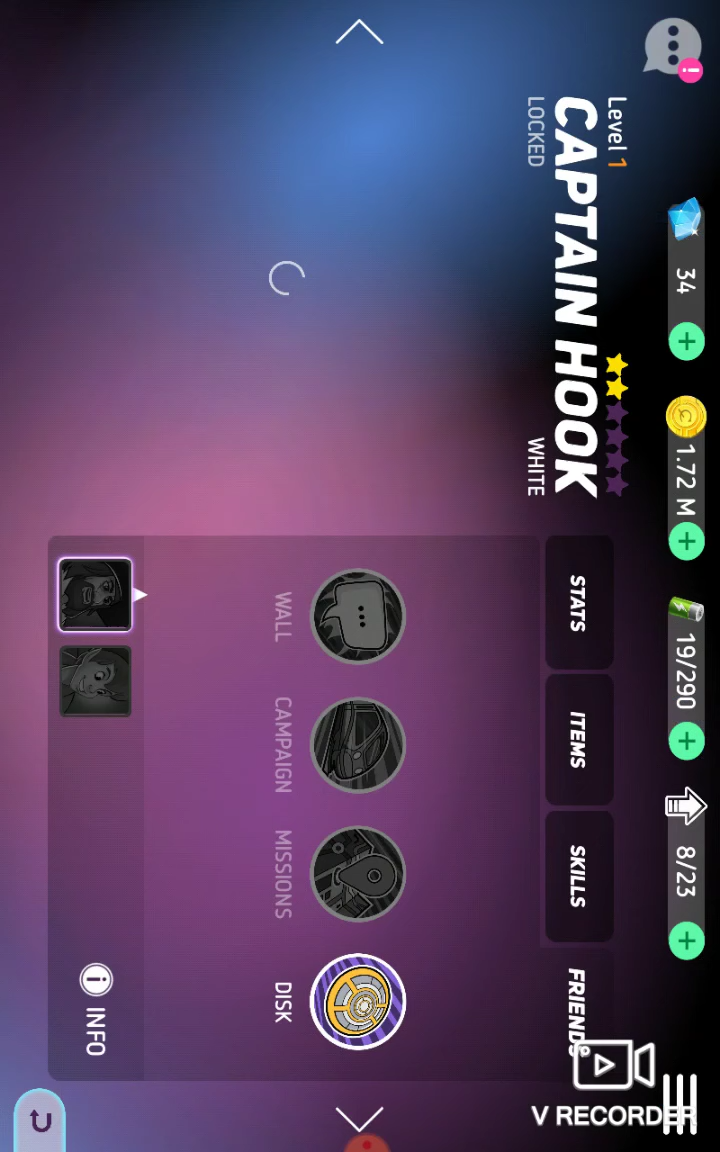 34
1.72 M
19/290
8/23
Level 1
CAPTAIN HOOK
LOCKED
WHITE
STATS
ITEMS
SKILLS
FRIENDS
WALL
CAMPAIGN
MISSIONS
DISK
INFO
V RECORDER